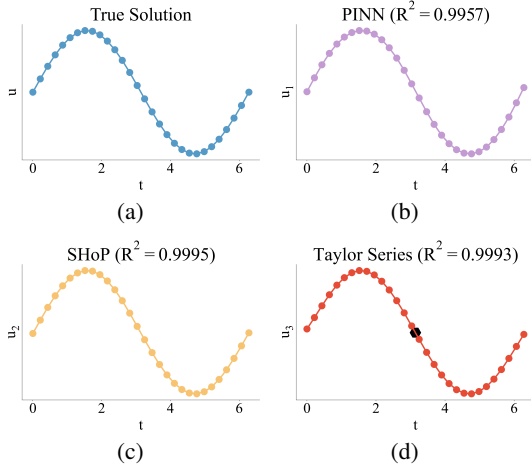 True Solution
u
0 2 4 6
t
(a)
PINN (R² = 0.9957)
u₁
0 2 4 6
t
(b)
SHoP (R² = 0.9995)
u₂
0 2 4 6
t
(c)
Taylor Series (R² = 0.9993)
u₃
0 2 4 6
t
(d)